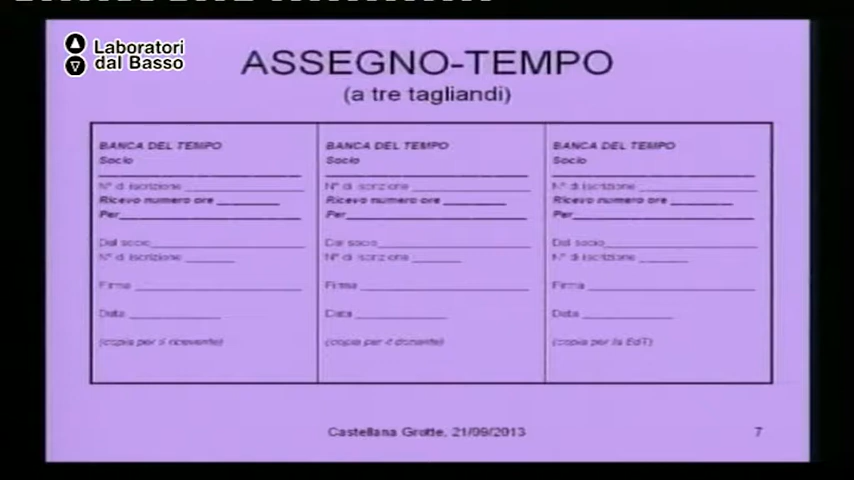 Laboratori
dal Basso
ASSEGNO-TEMPO
(a tre tagliandi)
BANCA DEL TEMPO
Socio
N° di iscrizione
Ricevo numero ore
Per
Dal socio
N° di iscrizione
Firma
Data
(copia per il ricevente)
BANCA DEL TEMPO
Socio
N° di iscrizione
Ricevo numero ore
Per
Dal socio
N° di iscrizione
Firma
Data
(copia per il donante)
BANCA DEL TEMPO
Socio
N° di iscrizione
Ricevo numero ore
Per
Dal socio
N° di iscrizione
Firma
Data
(copia per la BdT)
Castellana Grotte, 21/09/2013
7